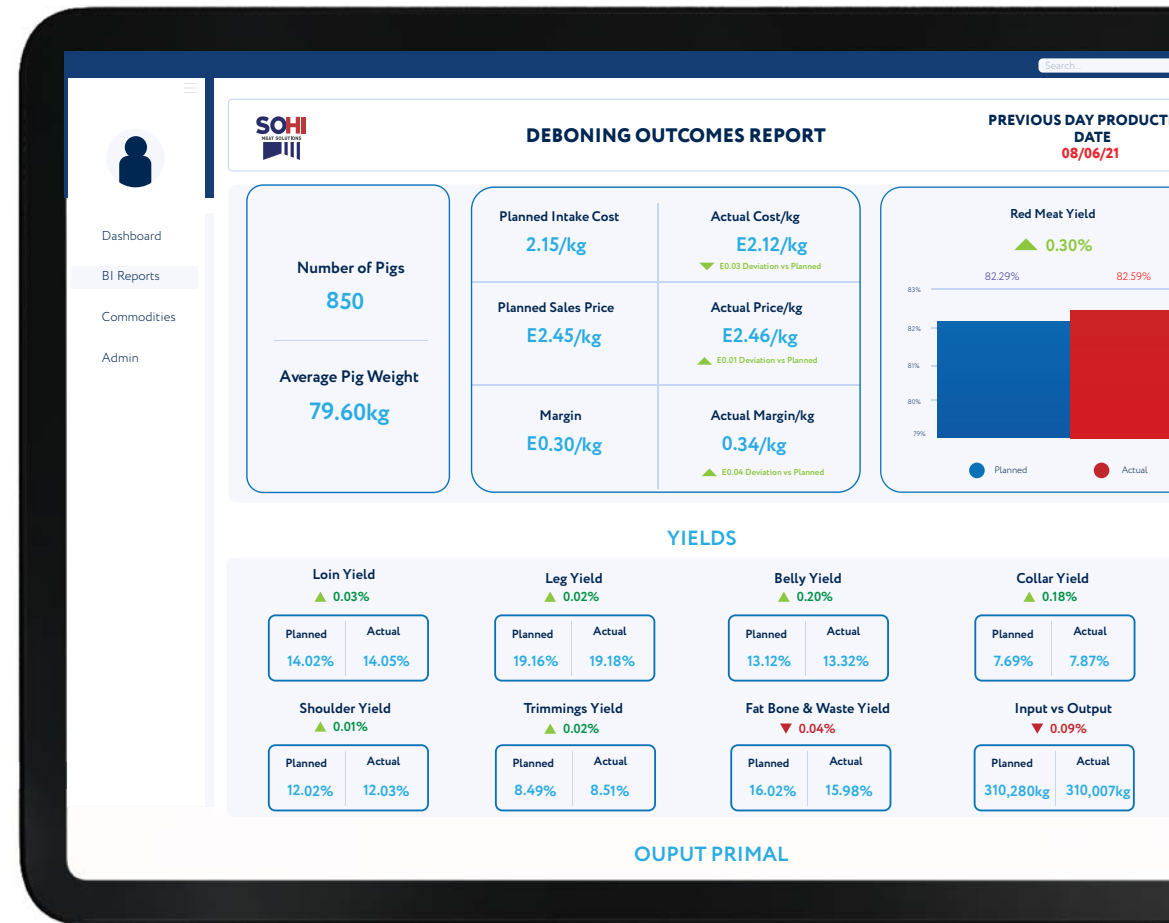 Search..
SOHI
MEAT SOLUTIONS
DEBONING OUTCOMES REPORT
PREVIOUS DAY PRODUCTI
DATE
08/06/21
Dashboard
BI Reports
Commodities
Admin
Number of Pigs
850
Average Pig Weight
79.60kg
Planned Intake Cost
2.15/kg
Actual Cost/kg
E2.12/kg
E0.03 Deviation vs Planned
Planned Sales Price
E2.45/kg
Actual Price/kg
E2.46/kg
E0.01 Deviation vs Planned
Margin
E0.30/kg
Actual Margin/kg
0.34/kg
E0.04 Deviation vs Planned
Red Meat Yield
0.30%
82.29%
82.59%
83%
82%
81%
80%
79%
Planned
Actual
YIELDS
Loin Yield
0.03%
Planned
Actual
14.02%
14.05%
Leg Yield
0.02%
Planned
Actual
19.16%
19.18%
Belly Yield
0.20%
Planned
Actual
13.12%
13.32%
Collar Yield
0.18%
Planned
Actual
7.69%
7.87%
Shoulder Yield
0.01%
Planned
Actual
12.02%
12.03%
Trimmings Yield
0.02%
Planned
Actual
8.49%
8.51%
Fat Bone & Waste Yield
0.04%
Planned
Actual
16.02%
15.98%
Input vs Output
0.09%
Planned
Actual
310,280kg
310,007kg
OUPUT PRIMAL